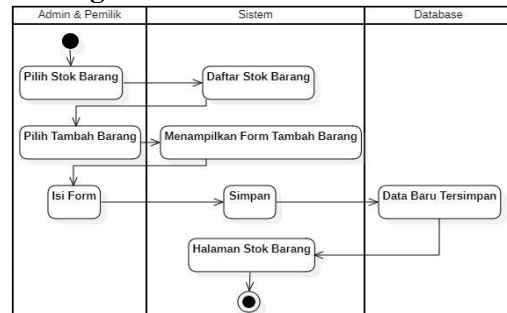 Admin & Pemilik
Sistem
Database
Pilih Stok Barang
Daftar Stok Barang
Pilih Tambah Barang
Menampilkan Form Tambah Barang
Isi Form
Simpan
Data Baru Tersimpan
Halaman Stok Barang